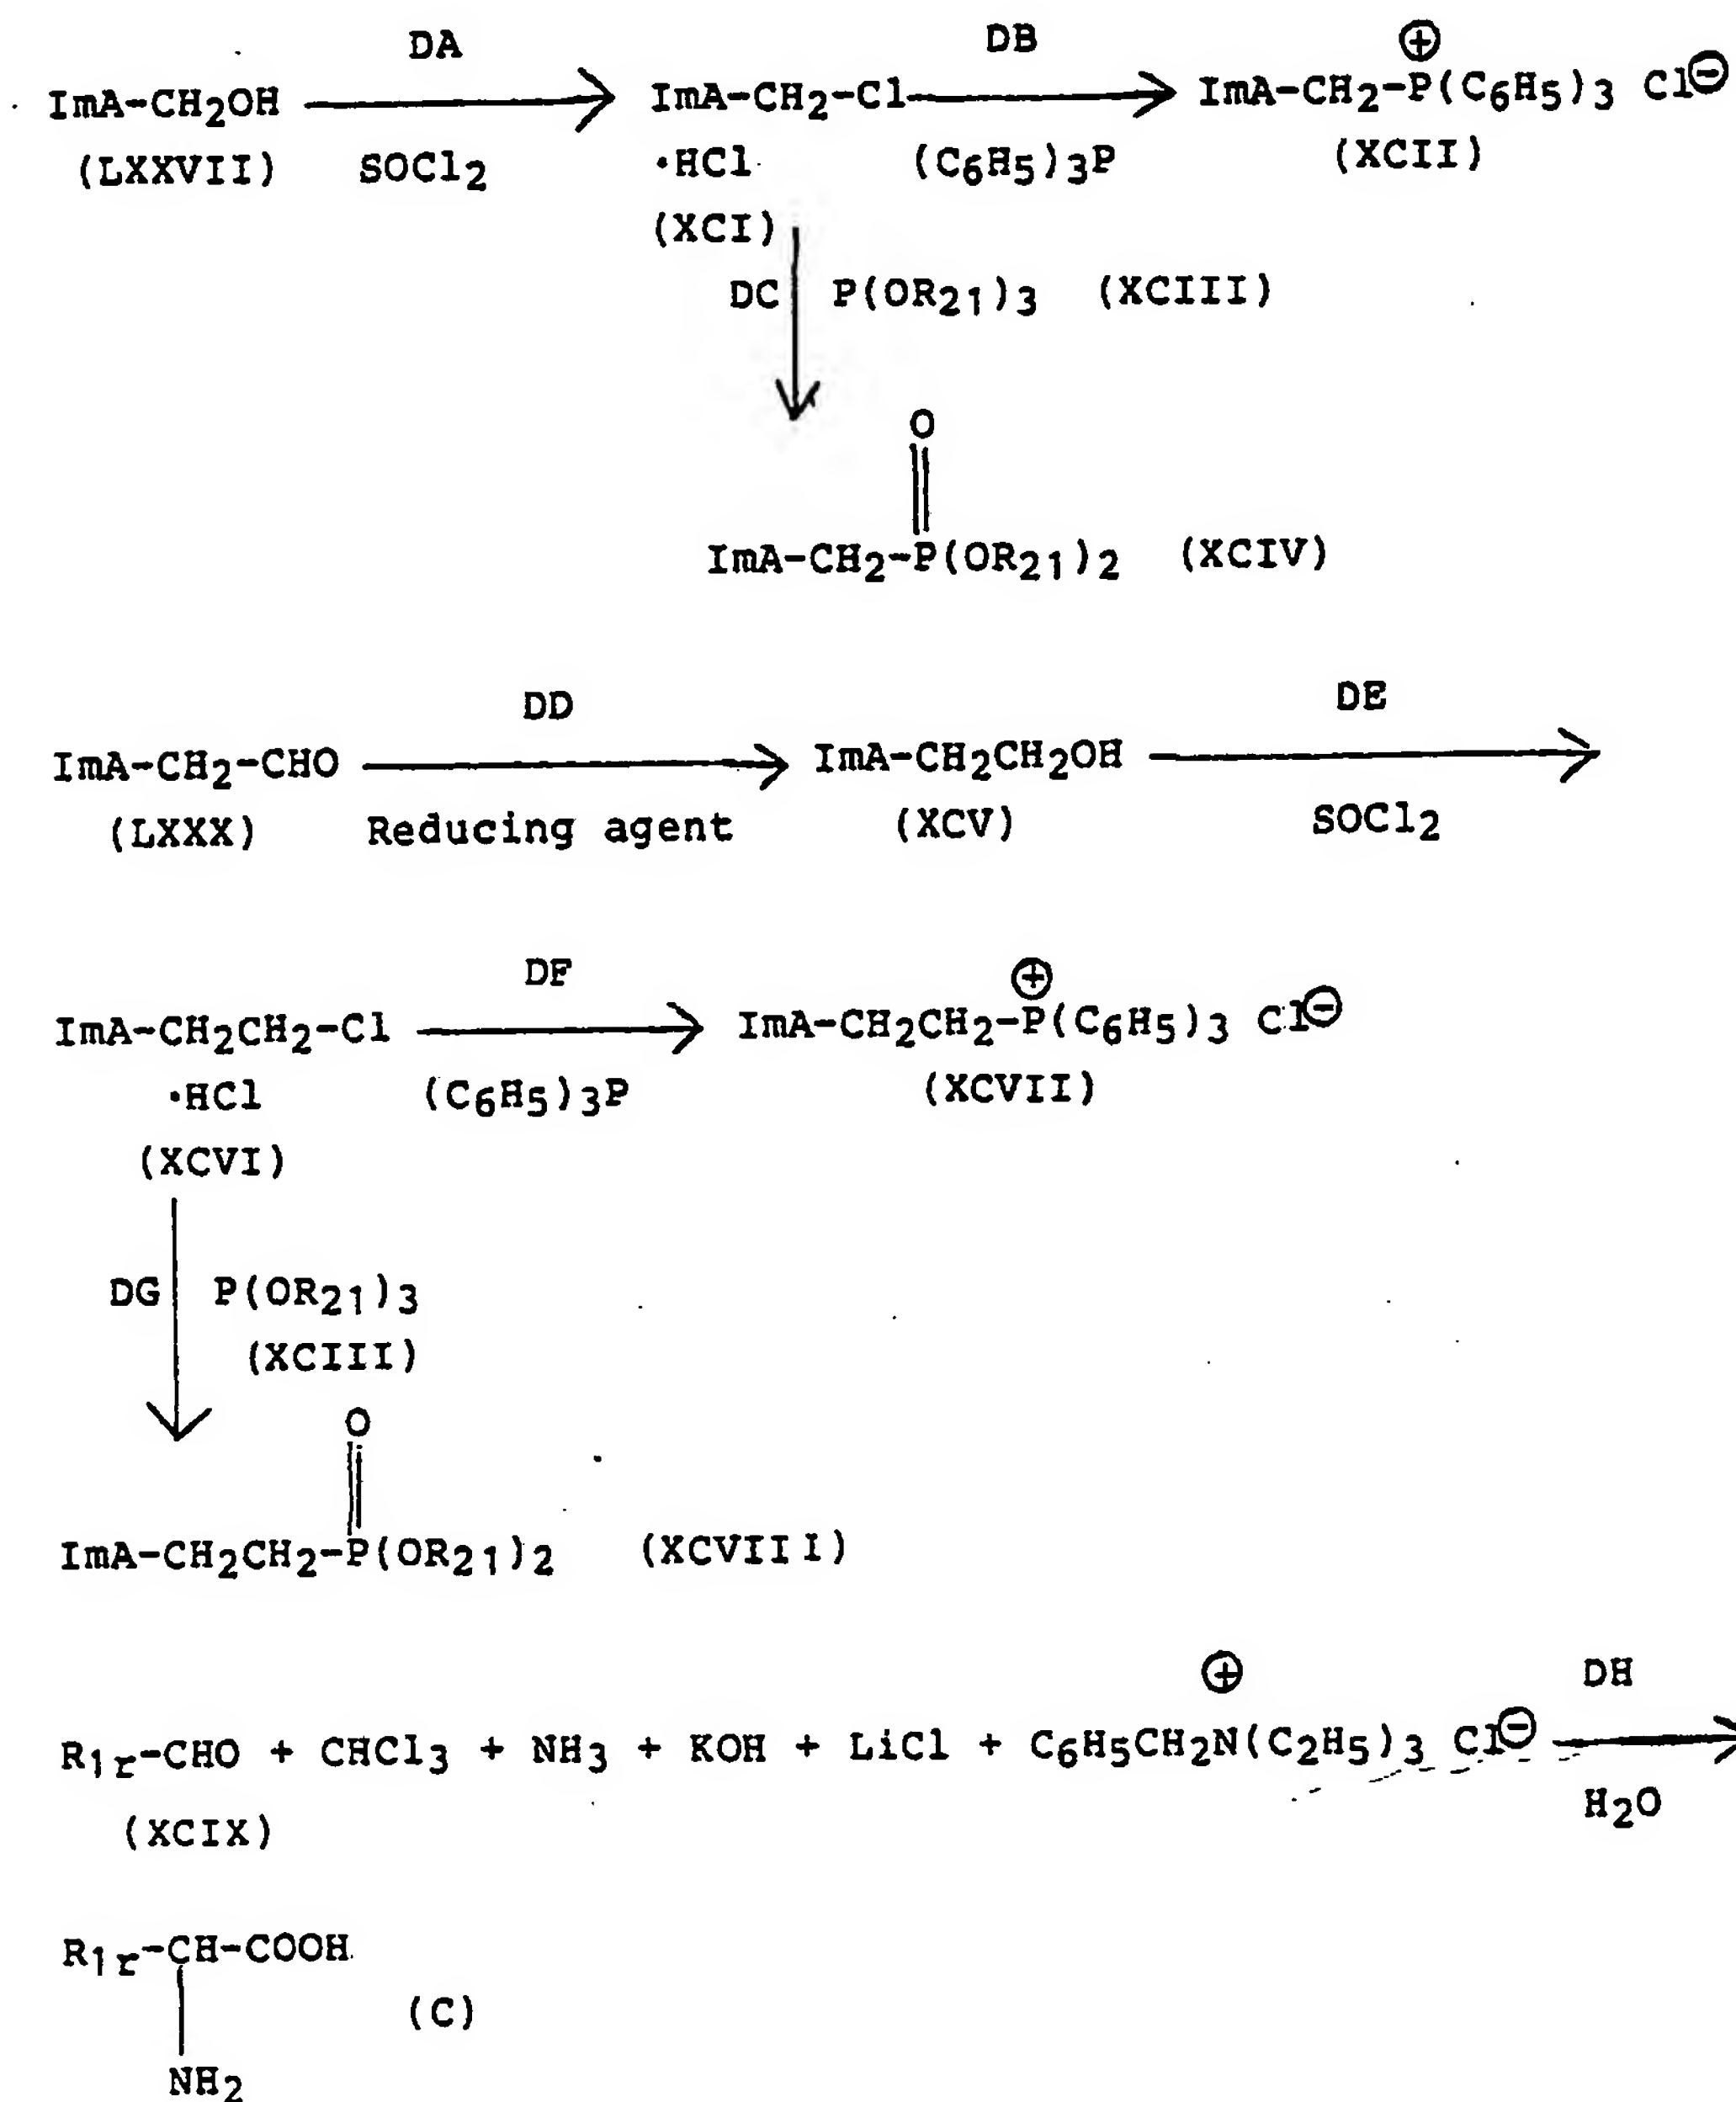 DA DB ⊕
ImA-CH2OH ImA-CH2-Cl ImA-CH2-P(C6H5)3 Cl⊖
(LXXVII) SOCl2 ·HCl (C6H5)3P (XCII)
(XCI)
DC P(OR21)3 (XCIII)
O
ImA-CH2-P(OR21)2 (XCIV)
DD DE
ImA-CH2-CHO ImA-CH2CH2OH
(LXXX) Reducing agent (XCV) SOCl2
DF ⊕
ImA-CH2CH2-Cl ImA-CH2CH2-P(C6H5)3 Cl⊖
·HCl (C6H5)3P (XCVII)
(XCVI)
DG P(OR21)3
(XCIII)
O
ImA-CH2CH2-P(OR21)2 (XCVIII)
⊕ DH
R1r-CHO + CHCl3 + NH3 + KOH + LiCl + C6H5CH2N(C2H5)3 Cl⊖
(XCIX) H2O
R1r-CH-COOH
(C)
NH2